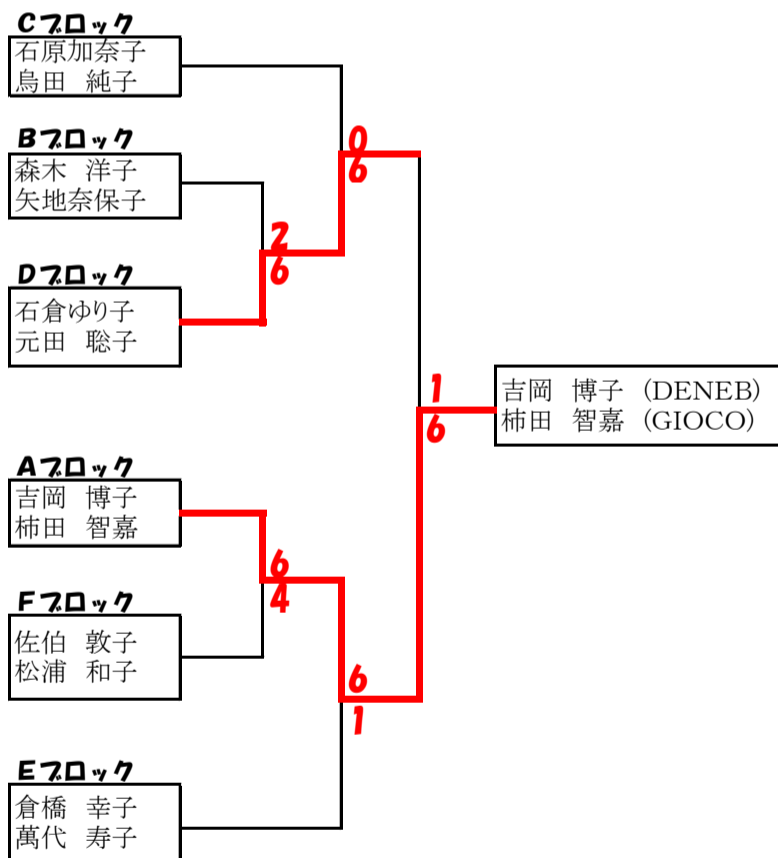 Cブロック
石原加奈子
鳥田 純子
Bブロック
森木 洋子
矢地奈保子
Dブロック
石倉ゆり子
元田 聡子
Aブロック
吉岡 博子
柿田 智嘉
Fブロック
佐伯 敦子
松浦 和子
Eブロック
倉橋 幸子
萬代 寿子
2
6
0
6
6
4
6
1
1
6
吉岡 博子 (DENEB)
柿田 智嘉 (GIOCO)